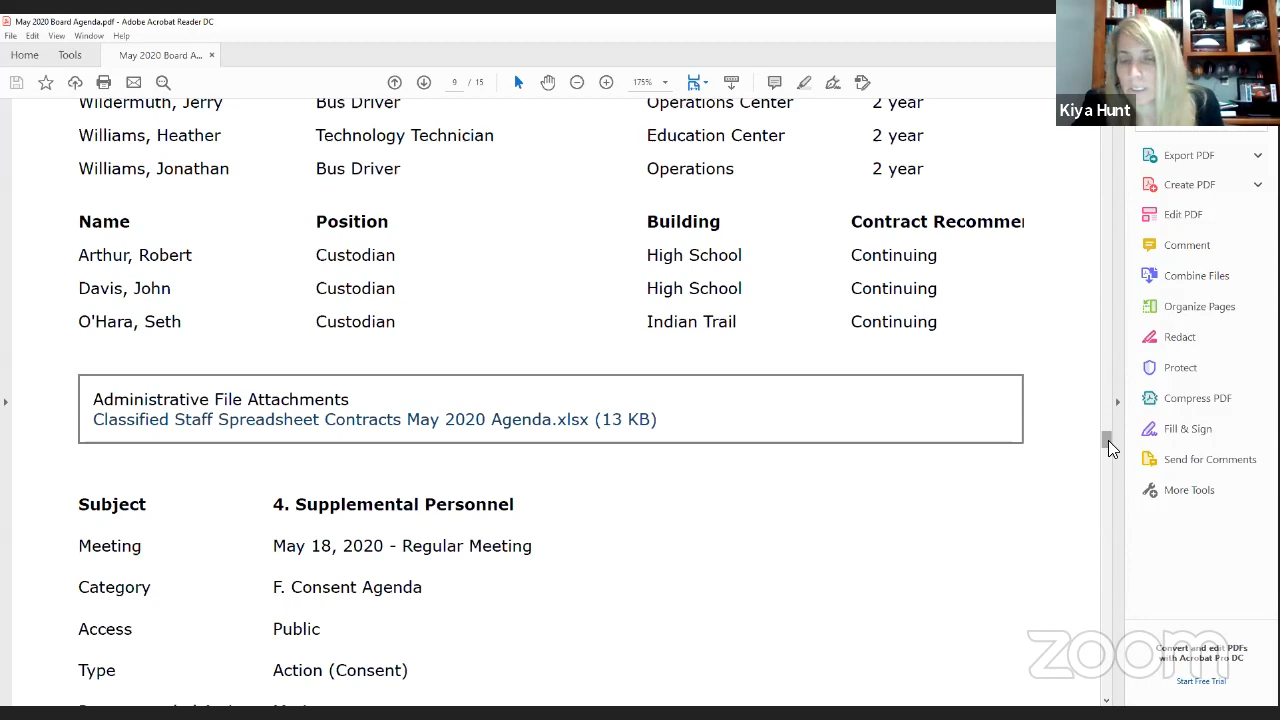 May 2020 Board Agenda.pdf - Adobe Acrobat Reader DC
File Edit View Window Help
Home Tools May 2020 Board A... ×
9 / 15 175%
Kiya Hunt
Wildermuth, Jerry Bus Driver Operations Center 2 year
Williams, Heather Technology Technician Education Center 2 year
Williams, Jonathan Bus Driver Operations 2 year
Name Position Building Contract Recommen
Arthur, Robert Custodian High School Continuing
Davis, John Custodian High School Continuing
O'Hara, Seth Custodian Indian Trail Continuing
Administrative File Attachments
Classified Staff Spreadsheet Contracts May 2020 Agenda.xlsx (13 KB)
Subject 4. Supplemental Personnel
Meeting May 18, 2020 - Regular Meeting
Category F. Consent Agenda
Access Public
Type Action (Consent)
Export PDF
Create PDF
Edit PDF
Comment
Combine Files
Organize Pages
Redact
Protect
Compress PDF
Fill & Sign
Send for Comments
More Tools
Convert and edit PDFs
with Acrobat Pro DC
Start Free Trial
zoom